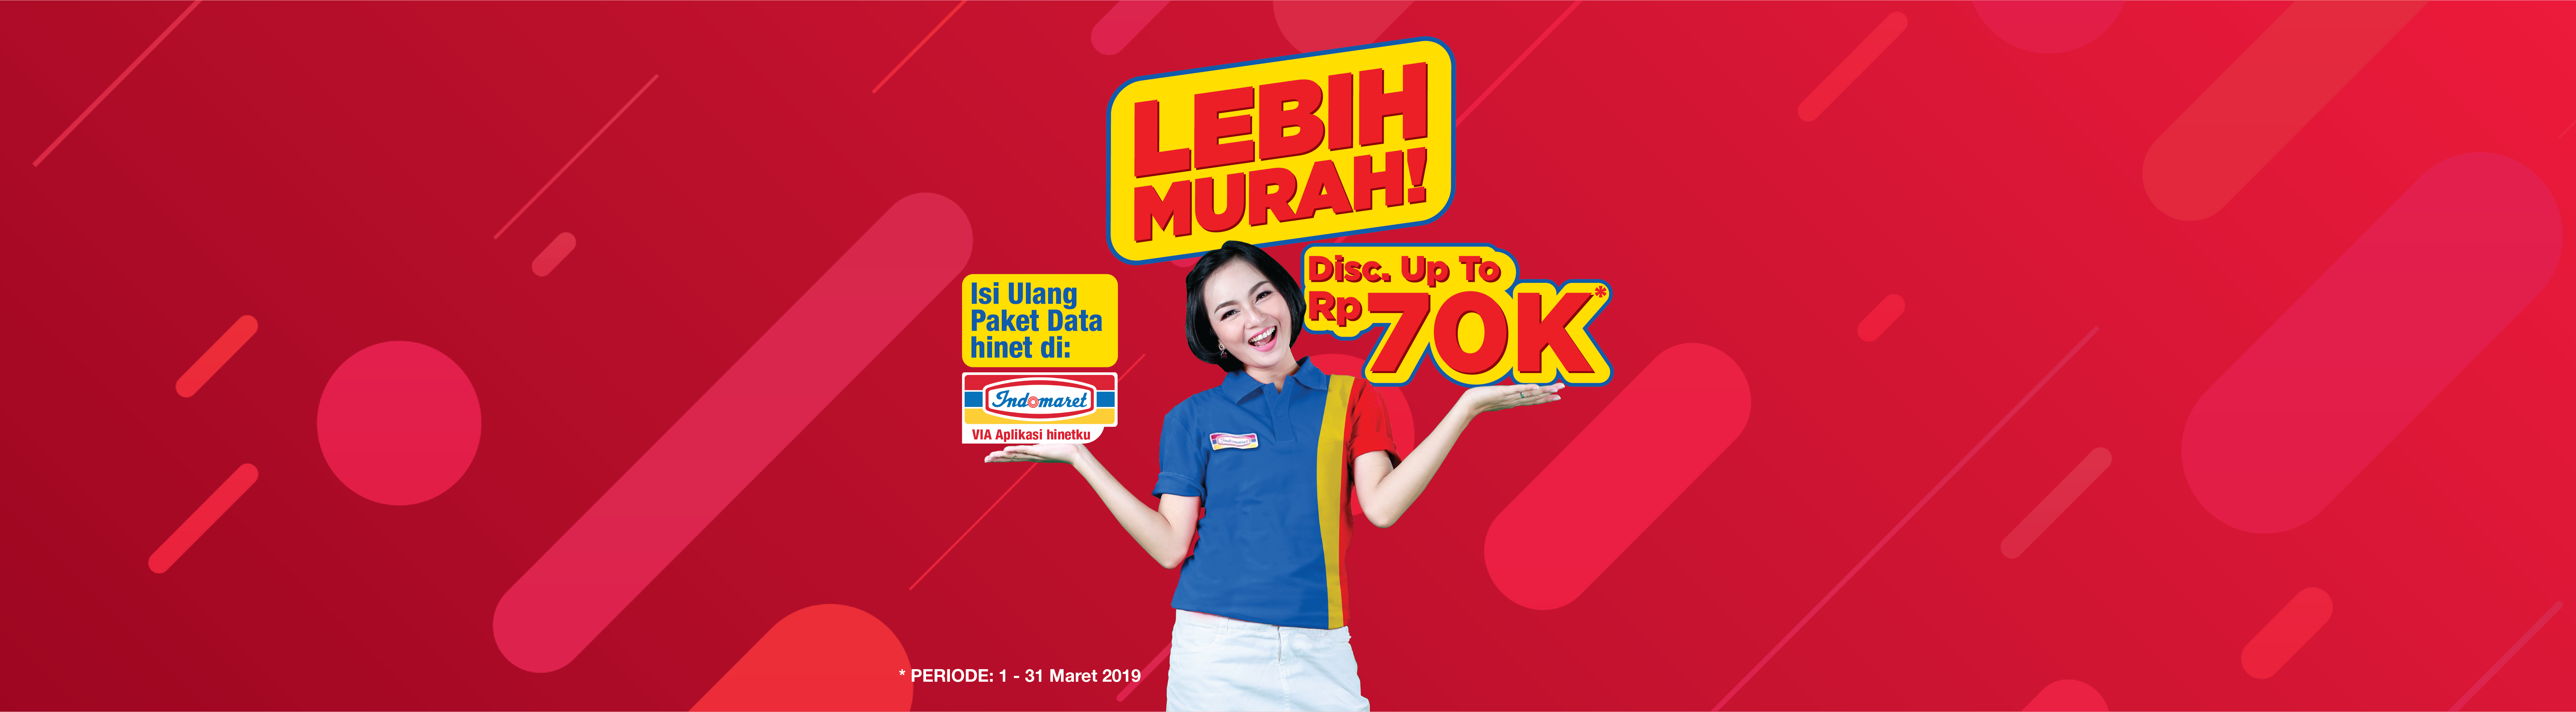 LEBIH
MURAH!
Disc. Up To
Rp 70K*
Isi Ulang
Paket Data
hinet di:
Indomaret
VIA Aplikasi hinetku
* PERIODE: 1 - 31 Maret 2019